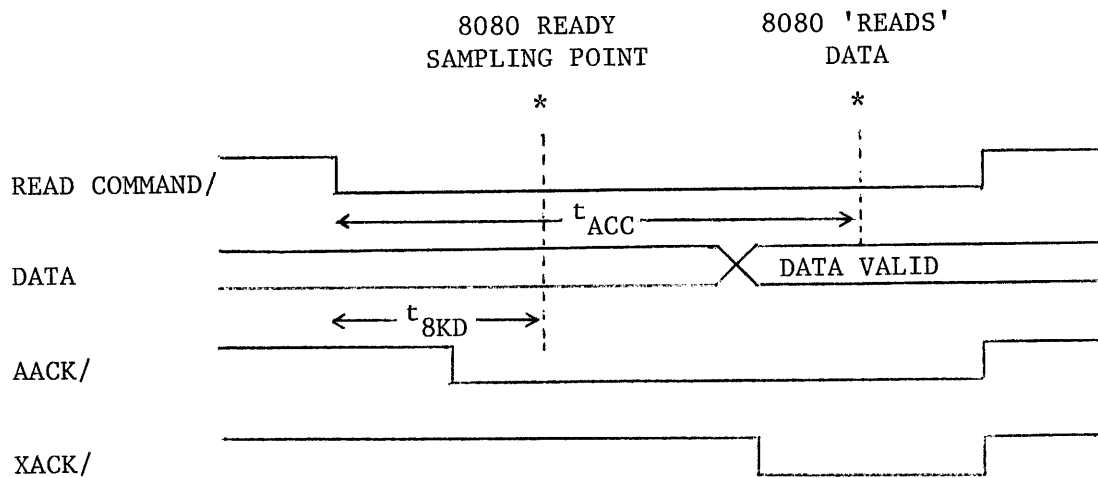 8080 READY
SAMPLING POINT
8080 'READS'
DATA
*
*
READ COMMAND/
tACC
DATA
DATA VALID
t8KD
AACK/
XACK/